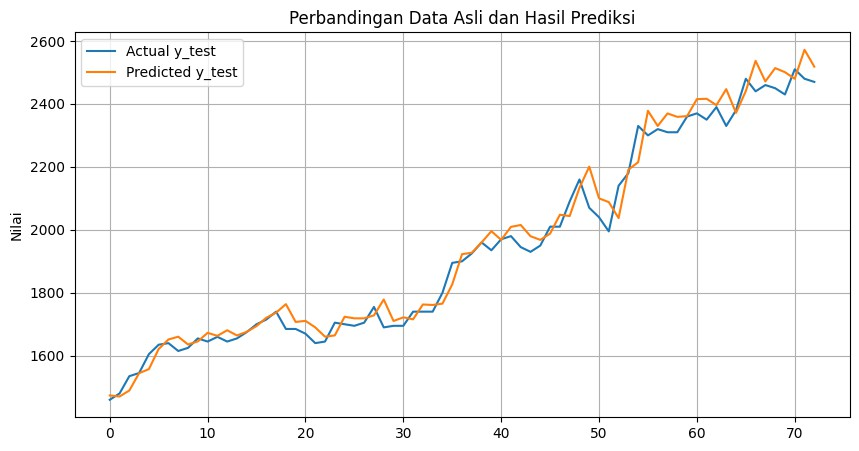 Perbandingan Data Asli dan Hasil Prediksi
Actual y_test
Predicted y_test
Nilai
2600
2400
2200
2000
1800
1600
0 10 20 30 40 50 60 70